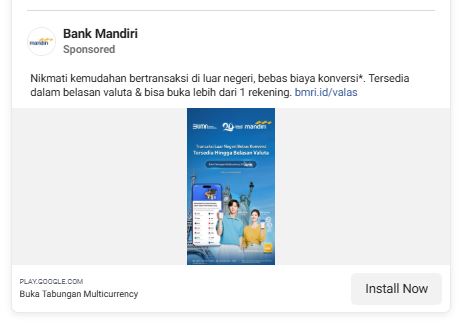 Bank Mandiri
Sponsored
mandiri
Nikmati kemudahan bertransaksi di luar negeri, bebas biaya konversi*. Tersedia
dalam belasan valuta & bisa buka lebih dari 1 rekening. bmri.id/valas
BUMN mandiri
Transaksi Luar Negeri Bebas Konversi
Tersedia Hingga Belasan Valuta
PLAY.GOOGLE.COM
Buka Tabungan Multicurrency
Install Now